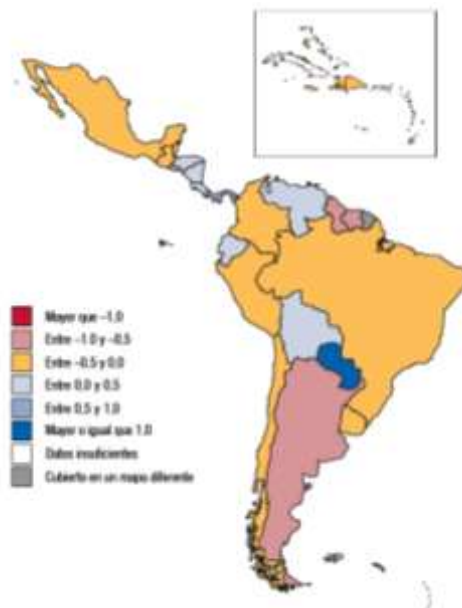 Mayor que –1.0
Entre –1.0 y –0.5
Entre –0.5 y 0.0
Entre 0.0 y 0.5
Entre 0.5 y 1.0
Mayor o igual que 1.0
Datos insuficientes
Cubierto en un mapa diferente